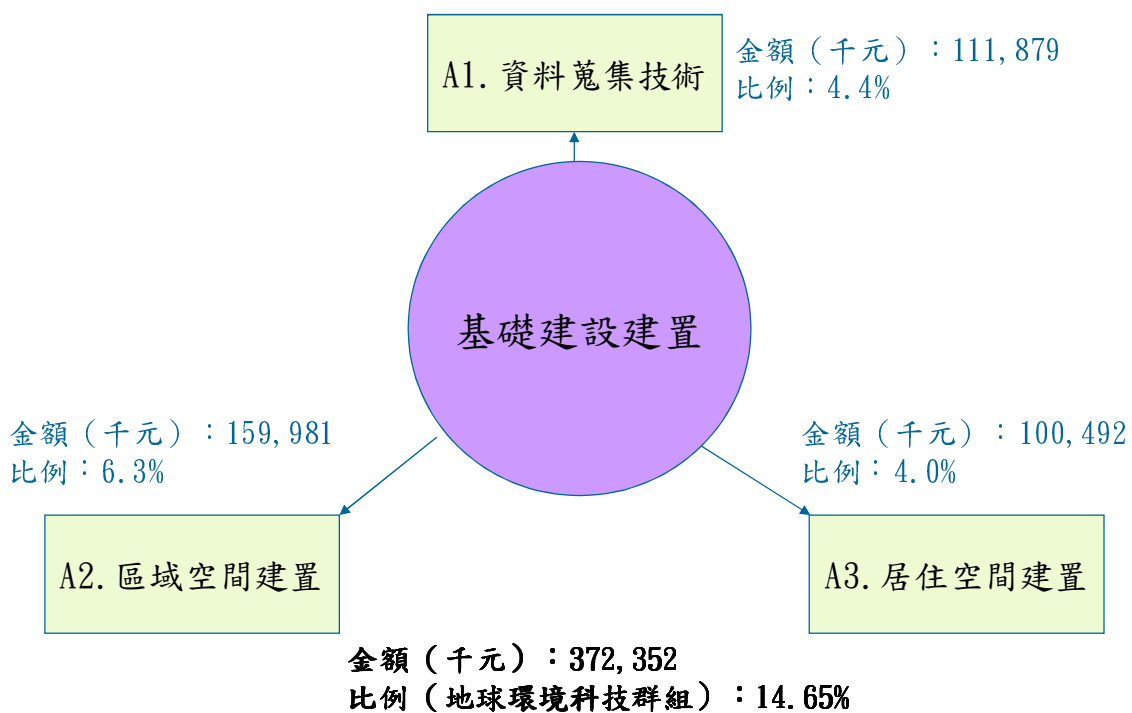 A1.資料蒐集技術
金額（千元）：111,879
比例：4.4%
基礎建設建置
金額（千元）：159,981
比例：6.3%
A2.區域空間建置
金額（千元）：100,492
比例：4.0%
A3.居住空間建置
金額（千元）：372,352
比例（地球環境科技群組）：14.65%